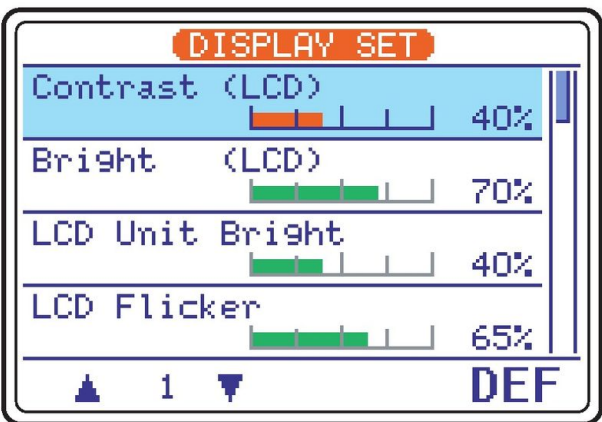 DISPLAY SET
Contrast (LCD)
40%
Bright (LCD)
70%
LCD Unit Bright
40%
LCD Flicker
65%
▲ 1 ▼ DEF